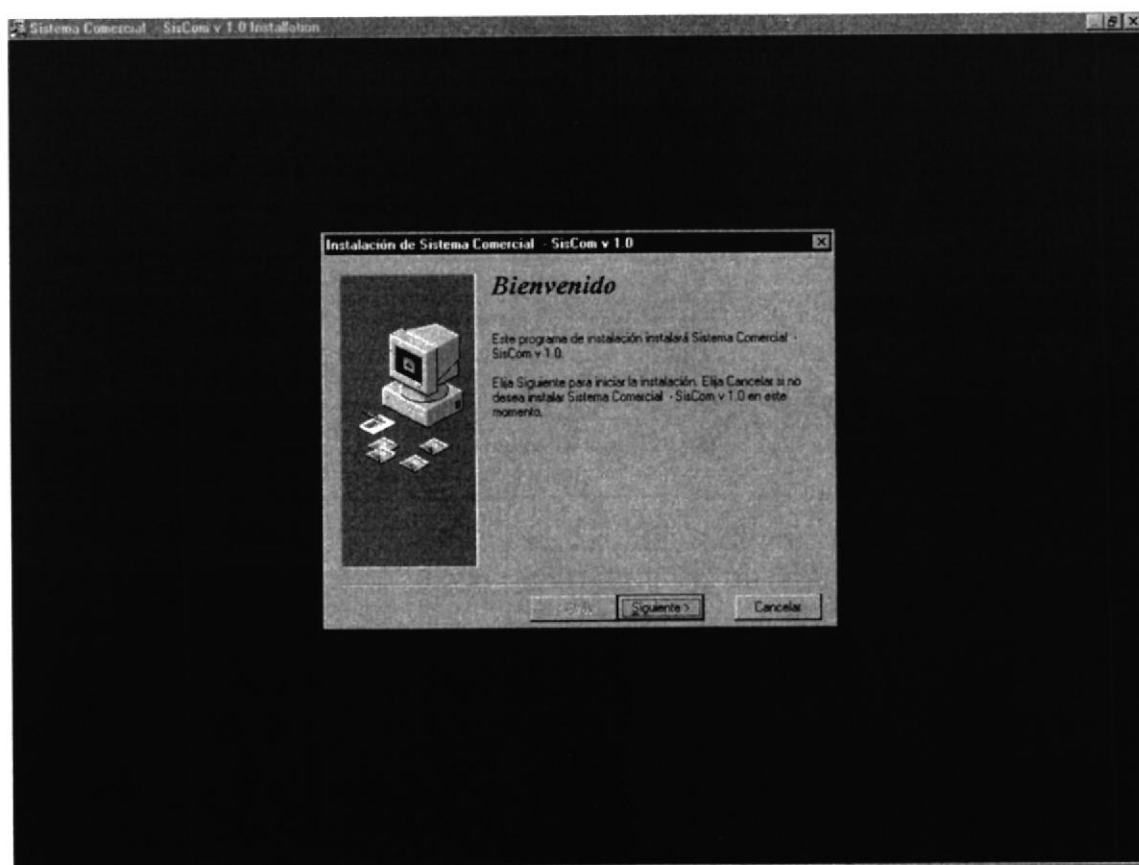 Sistema Comercial - SisCom v 1.0 Installation
Instalación de Sistema Comercial - SisCom v 1.0
Bienvenido
Este programa de instalación instalará Sistema Comercial -
SisCom v 1.0.
Elija Siguiente para iniciar la instalación. Elija Cancelar si no
desea instalar Sistema Comercial - SisCom v 1.0 en este
momento.
Siguiente >
Cancelar